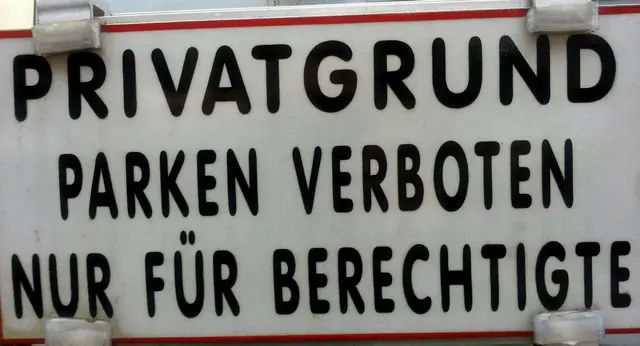 PRIVATGRUND
PARKEN VERBOTEN
NUR FÜR BERECHTIGTE